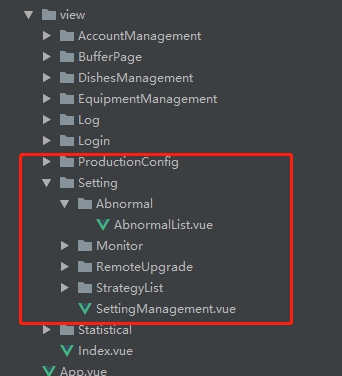 view
AccountManagement
BufferPage
DishesManagement
EquipmentManagement
Log
Login
ProductionConfig
Setting
Abnormal
AbnormalList.vue
Monitor
RemoteUpgrade
StrategyList
SettingManagement.vue
Statistical
Index.vue
App.vue